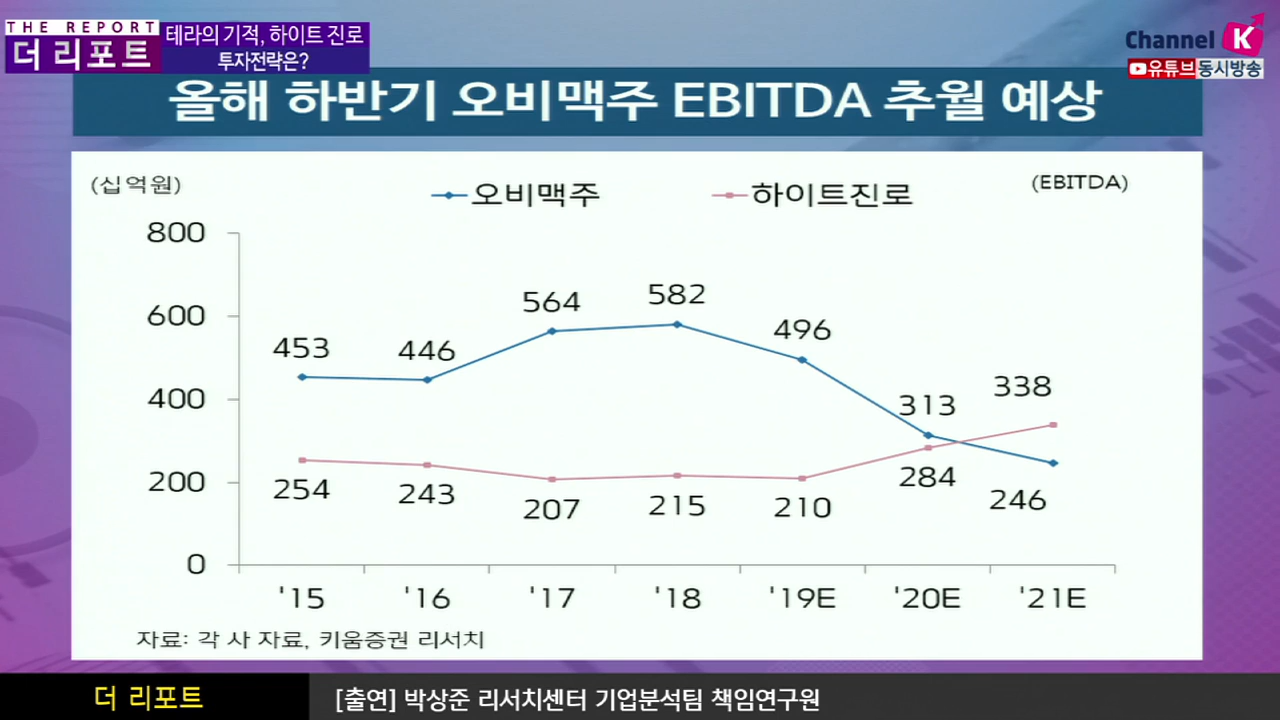 THE REPORT
더 리포트
테라의 기적, 하이트 진로
투자전략은?
Channel K
유튜브 동시방송
올해 하반기 오비맥주 EBITDA 추월 예상
(십억원)
오비맥주 하이트진로
(EBITDA)
800
600
400
200
0
453 446 564 582 496 313 338
254 243 207 215 210 284 246
'15 '16 '17 '18 '19E '20E '21E
자료: 각 사 자료, 키움증권 리서치
더 리포트
[출연] 박상준 리서치센터 기업분석팀 책임연구원